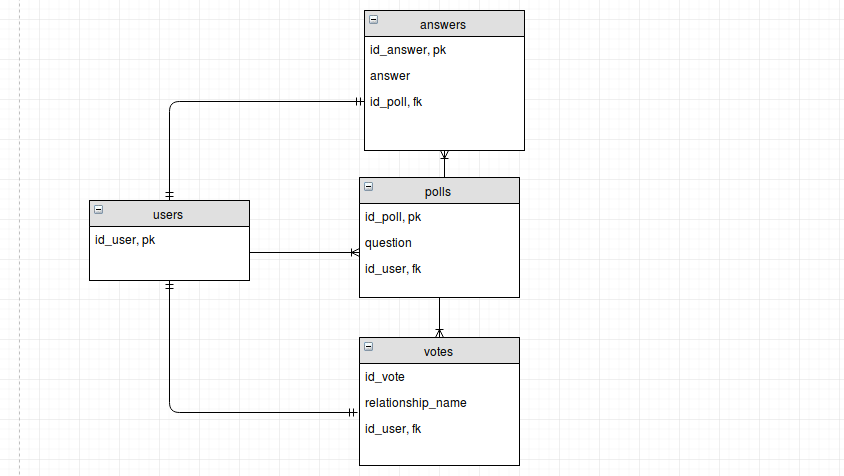 answers
id_answer, pk
answer
id_poll, fk
users
id_user, pk
polls
id_poll, pk
question
id_user, fk
votes
id_vote
relationship_name
id_user, fk